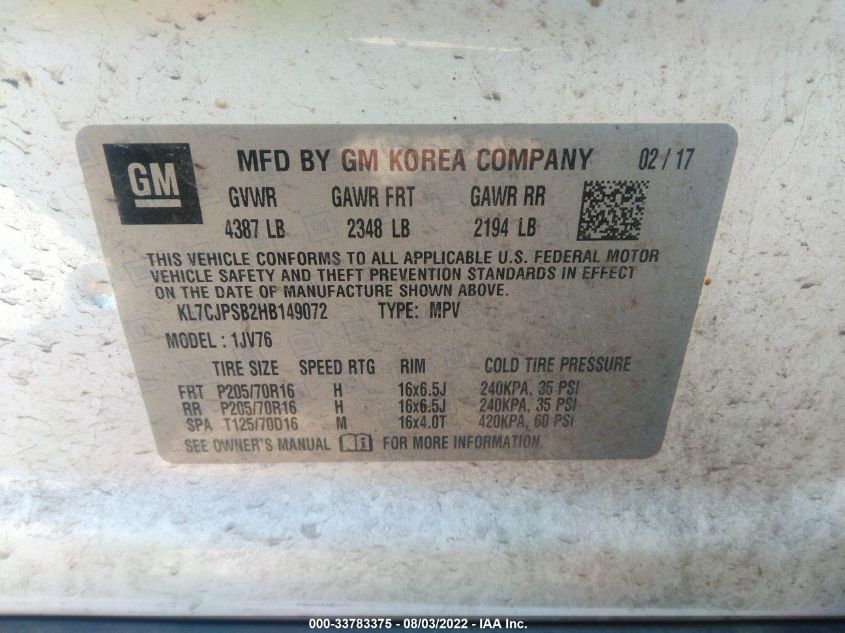 GM MFD BY GM KOREA COMPANY 02/17
GVWR GAWR FRT GAWR RR
4387 LB 2348 LB 2194 LB
THIS VEHICLE CONFORMS TO ALL APPLICABLE U.S. FEDERAL MOTOR
VEHICLE SAFETY AND THEFT PREVENTION STANDARDS IN EFFECT
ON THE DATE OF MANUFACTURE SHOWN ABOVE.
KL7CJPSB2HB149072 TYPE: MPV
MODEL : 1JV76
TIRE SIZE SPEED RTG RIM COLD TIRE PRESSURE
FRT P205/70R16 H 16x6.5J 240KPA, 35 PSI
RR P205/70R16 H 16x6.5J 240KPA, 35 PSI
SPA T125/70D16 M 16x4.0T 420KPA, 60 PSI
SEE OWNER'S MANUAL FOR MORE INFORMATION
000-33783375 - 08/03/2022 - IAA Inc.